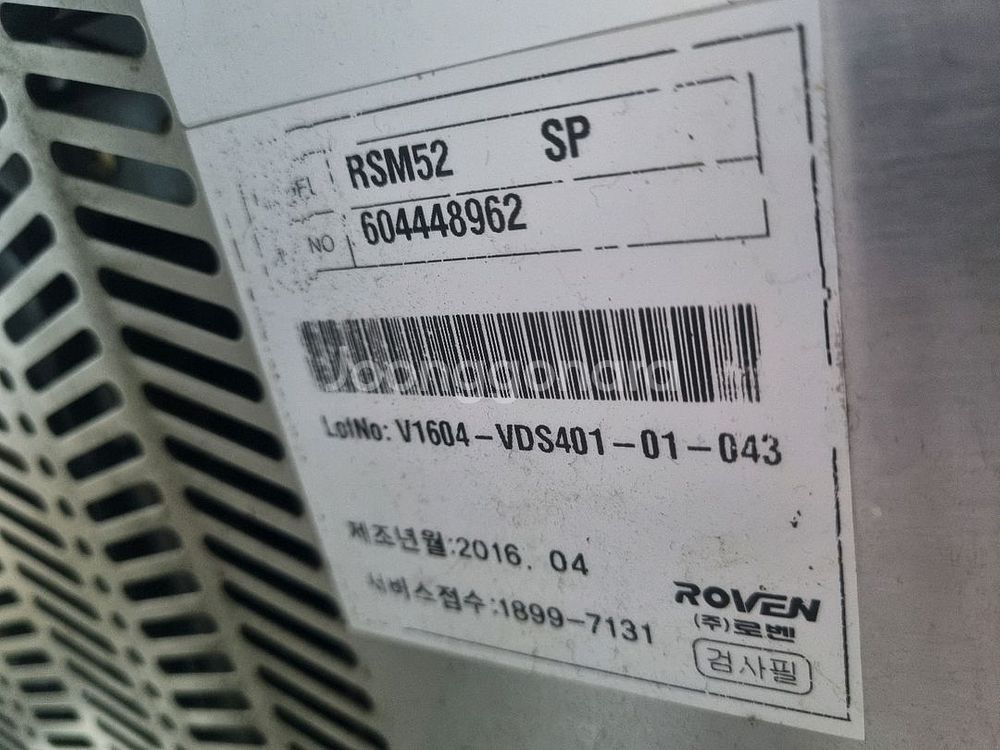 RSM52 SP
NO 604448962
Joonggonara
LotNo: V1604-VDS401-01-043
제조년월:2016. 04
서비스접수:1899-7131
ROVEN
(주)로벤
검사필